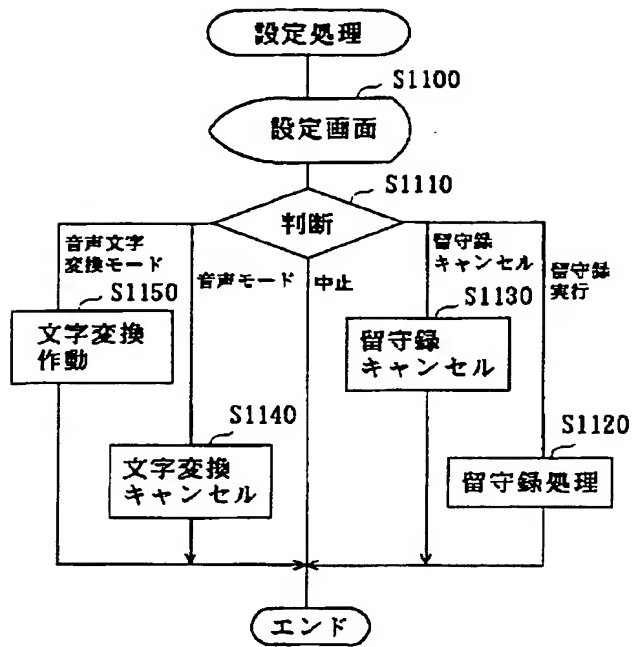 設定処理
S1100
設定画面
S1110
判断
音声文字
変換モード
音声モード
中止
留守録
キャンセル
留守録
実行
S1150
文字変換
作動
S1130
留守録
キャンセル
S1140
文字変換
キャンセル
S1120
留守録処理
エンド